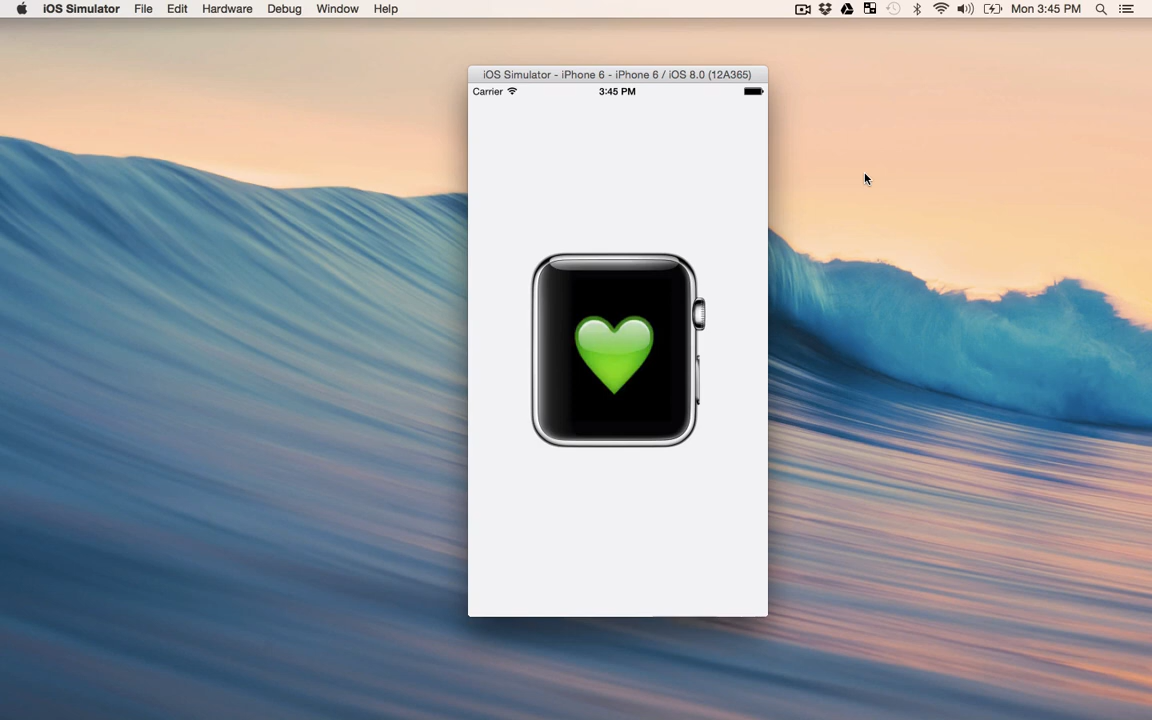 iOS Simulator File Edit Hardware Debug Window Help Mon 3:45 PM
iOS Simulator - iPhone 6 - iPhone 6 / iOS 8.0 (12A365)
Carrier 3:45 PM